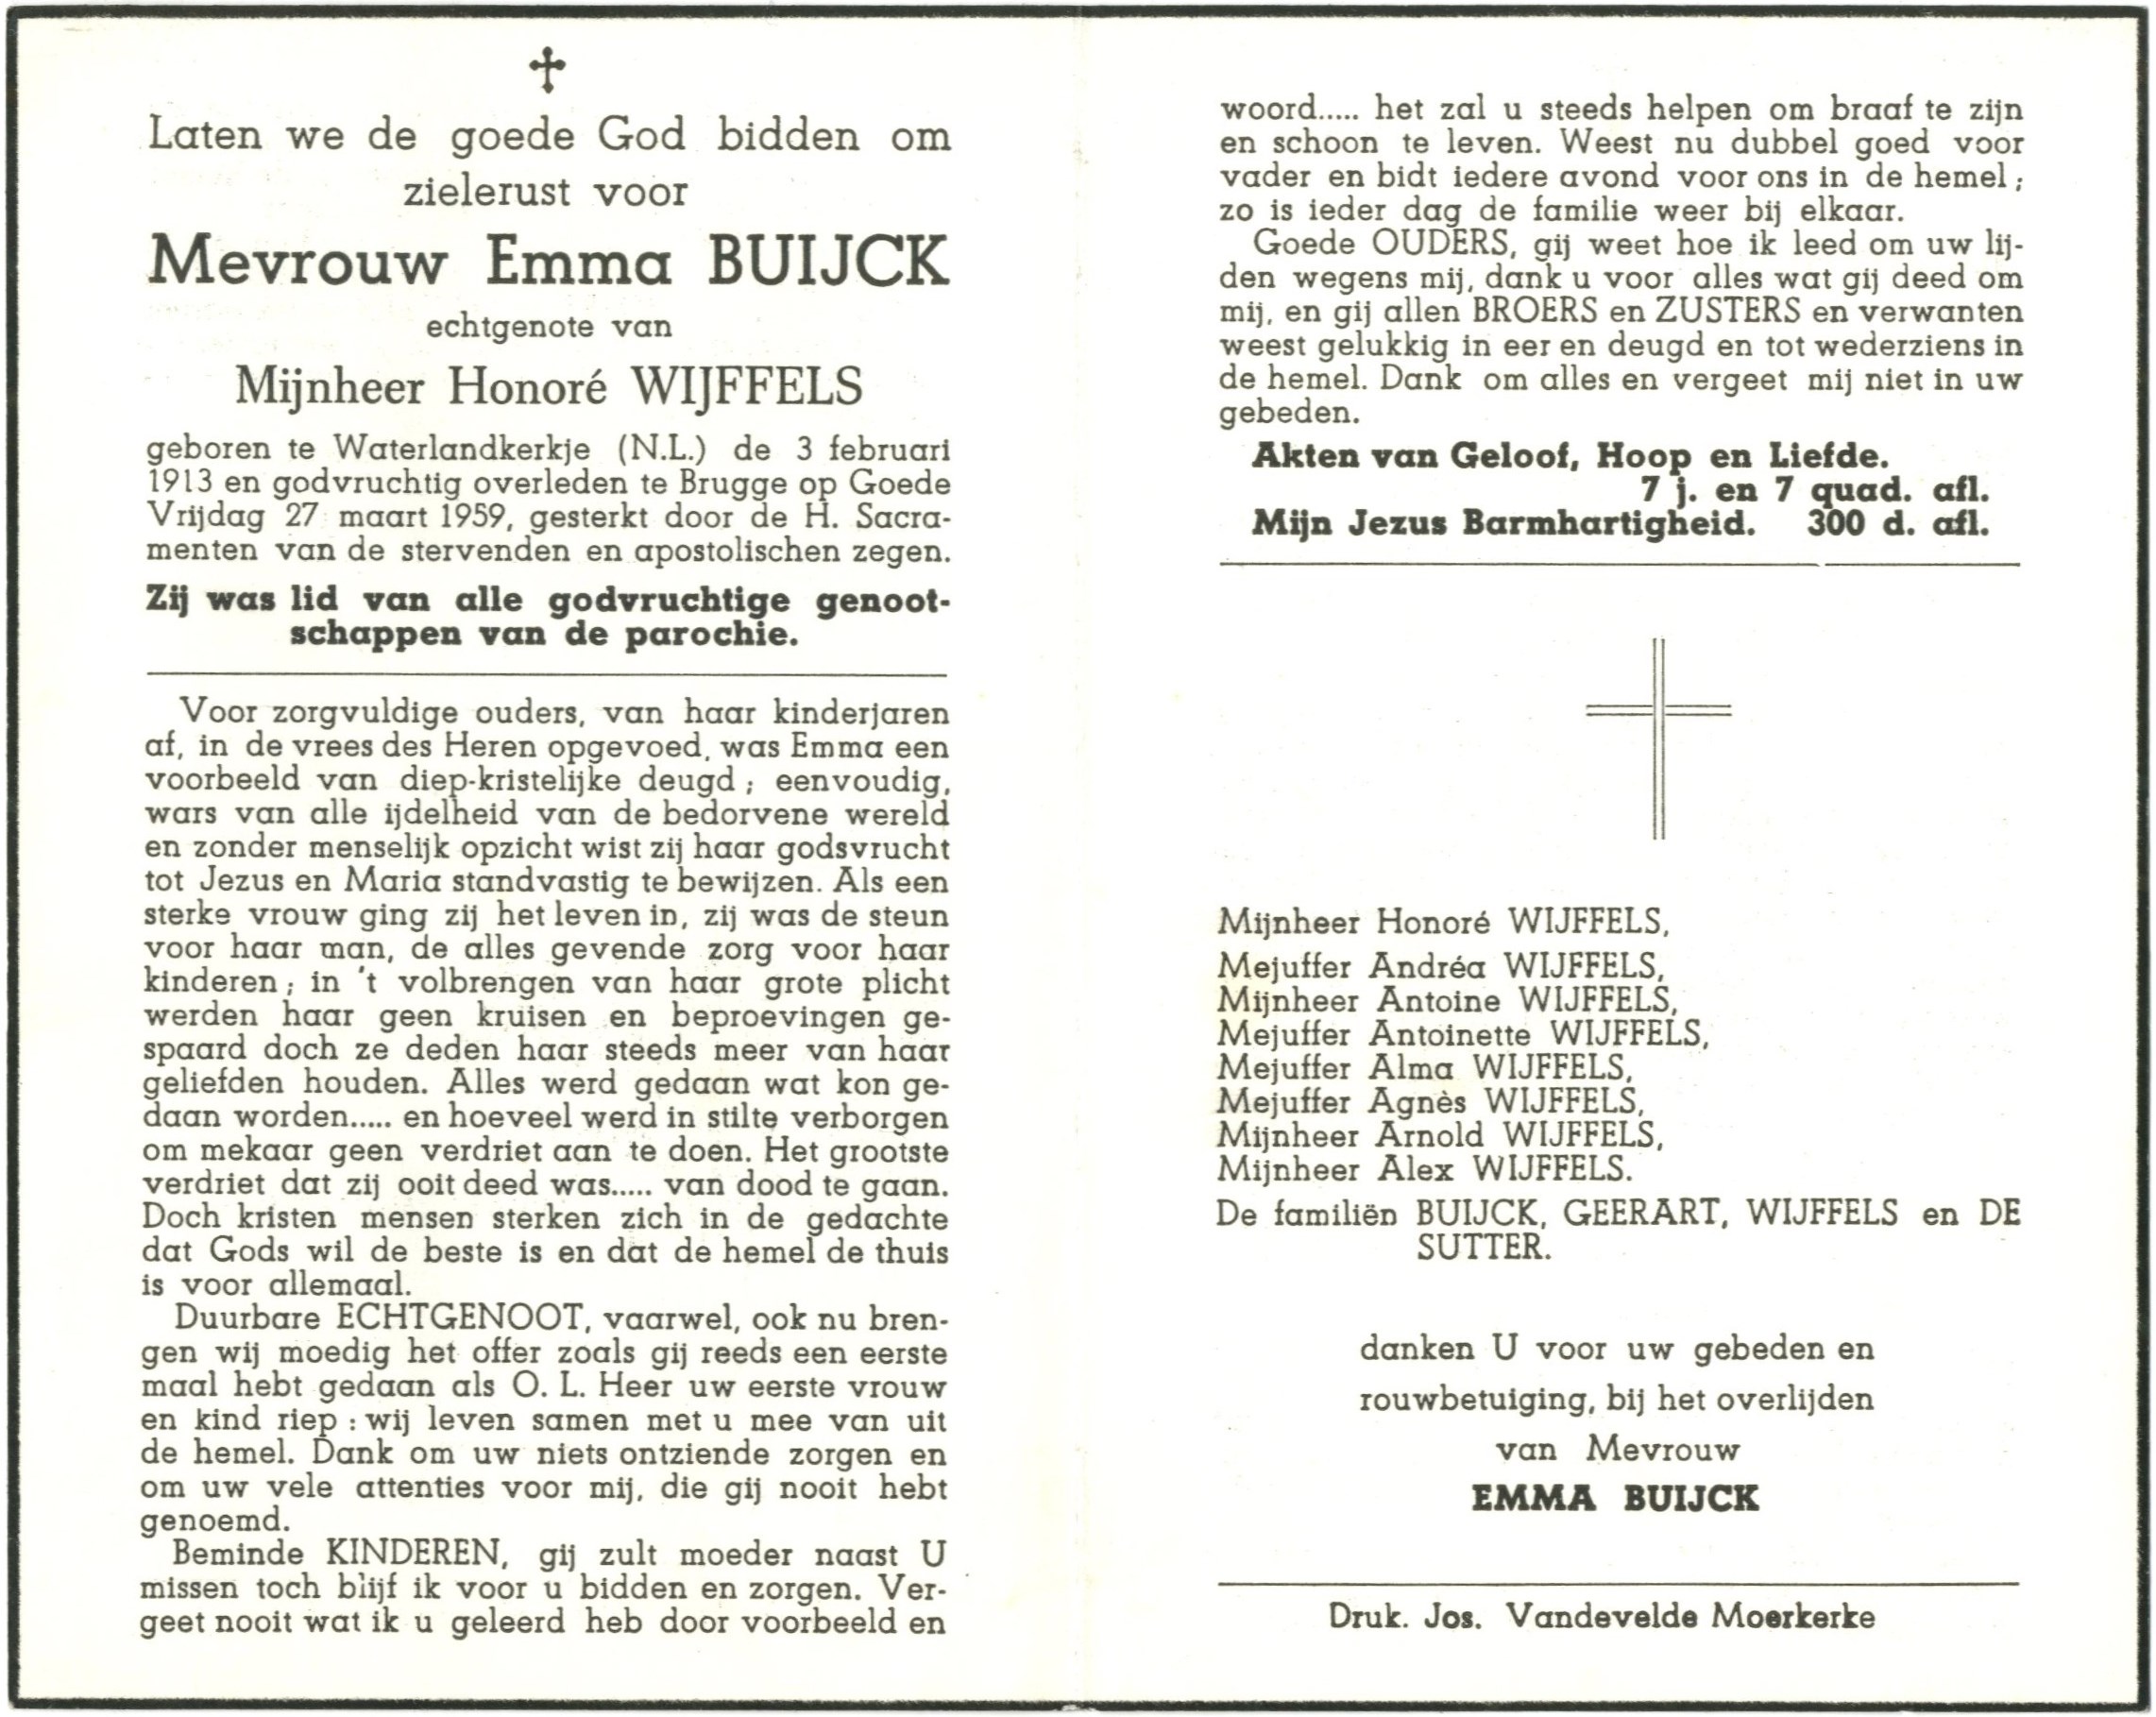 Laten we de goede God bidden om
zielerust voor
Mevrouw Emma BUIJCK
echtgenote van
Mijnheer Honoré WIJFFELS
geboren te Waterlandkerkje (N.L.) de 3 februari
1913 en godvruchtig overleden te Brugge op Goede
Vrijdag 27 maart 1959, gesterkt door de H. Sacra-
menten van de stervenden en apostolischen zegen.
Zij was lid van alle godvruchtige genoot-
schappen van de parochie.
Voor zorgvuldige ouders, van haar kinderjaren
af, in de vrees des Heren opgevoed, was Emma een
voorbeeld van diep-kristelijke deugd ; eenvoudig,
wars van alle ijdelheid van de bedorvene wereld
en zonder menselijk opzicht wist zij haar godsvrucht
tot Jezus en Maria standvastig te bewijzen. Als een
sterke vrouw ging zij het leven in, zij was de steun
voor haar man, de alles gevende zorg voor haar
kinderen ; in 't volbrengen van haar grote plicht
werden haar geen kruisen en beproevingen ge-
spaard doch ze deden haar steeds meer van haar
geliefden houden. Alles werd gedaan wat kon ge-
daan worden..... en hoeveel werd in stilte verborgen
om mekaar geen verdriet aan te doen. Het grootste
verdriet dat zij ooit deed was..... van dood te gaan.
Doch kristen mensen sterken zich in de gedachte
dat Gods wil de beste is en dat de hemel de thuis
is voor allemaal.
Duurbare ECHTGENOOT, vaarwel, ook nu bren-
gen wij moedig het offer zoals gij reeds een eerste
maal hebt gedaan als O. L. Heer uw eerste vrouw
en kind riep : wij leven samen met u mee van uit
de hemel. Dank om uw niets ontziende zorgen en
om uw vele attenties voor mij, die gij nooit hebt
genoemd.
Beminde KINDEREN, gij zult moeder naast U
missen toch blijf ik voor u bidden en zorgen. Ver-
geet nooit wat ik u geleerd heb door voorbeeld en
woord..... het zal u steeds helpen om braaf te zijn
en schoon te leven. Weest nu dubbel goed voor
vader en bidt iedere avond voor ons in de hemel ;
zo is ieder dag de familie weer bij elkaar.
Goede OUDERS, gij weet hoe ik leed om uw lij-
den wegens mij, dank u voor alles wat gij deed om
mij, en gij allen BROERS en ZUSTERS en verwanten
weest gelukkig in eer en deugd en tot wederziens in
de hemel. Dank om alles en vergeet mij niet in uw
gebeden.
Akten van Geloof, Hoop en Liefde.
7 j. en 7 quad. afl.
Mijn Jezus Barmhartigheid. 300 d. afl.
Mijnheer Honoré WIJFFELS,
Mejuffer Andréa WIJFFELS,
Mijnheer Antoine WIJFFELS,
Mejuffer Antoinette WIJFFELS,
Mejuffer Alma WIJFFELS,
Mejuffer Agnès WIJFFELS,
Mijnheer Arnold WIJFFELS,
Mijnheer Alex WIJFFELS.
De familiën BUIJCK, GEERART, WIJFFELS en DE
SUTTER.
danken U voor uw gebeden en
rouwbetuiging, bij het overlijden
van Mevrouw
EMMA BUIJCK
Druk. Jos. Vandevelde Moerkerke